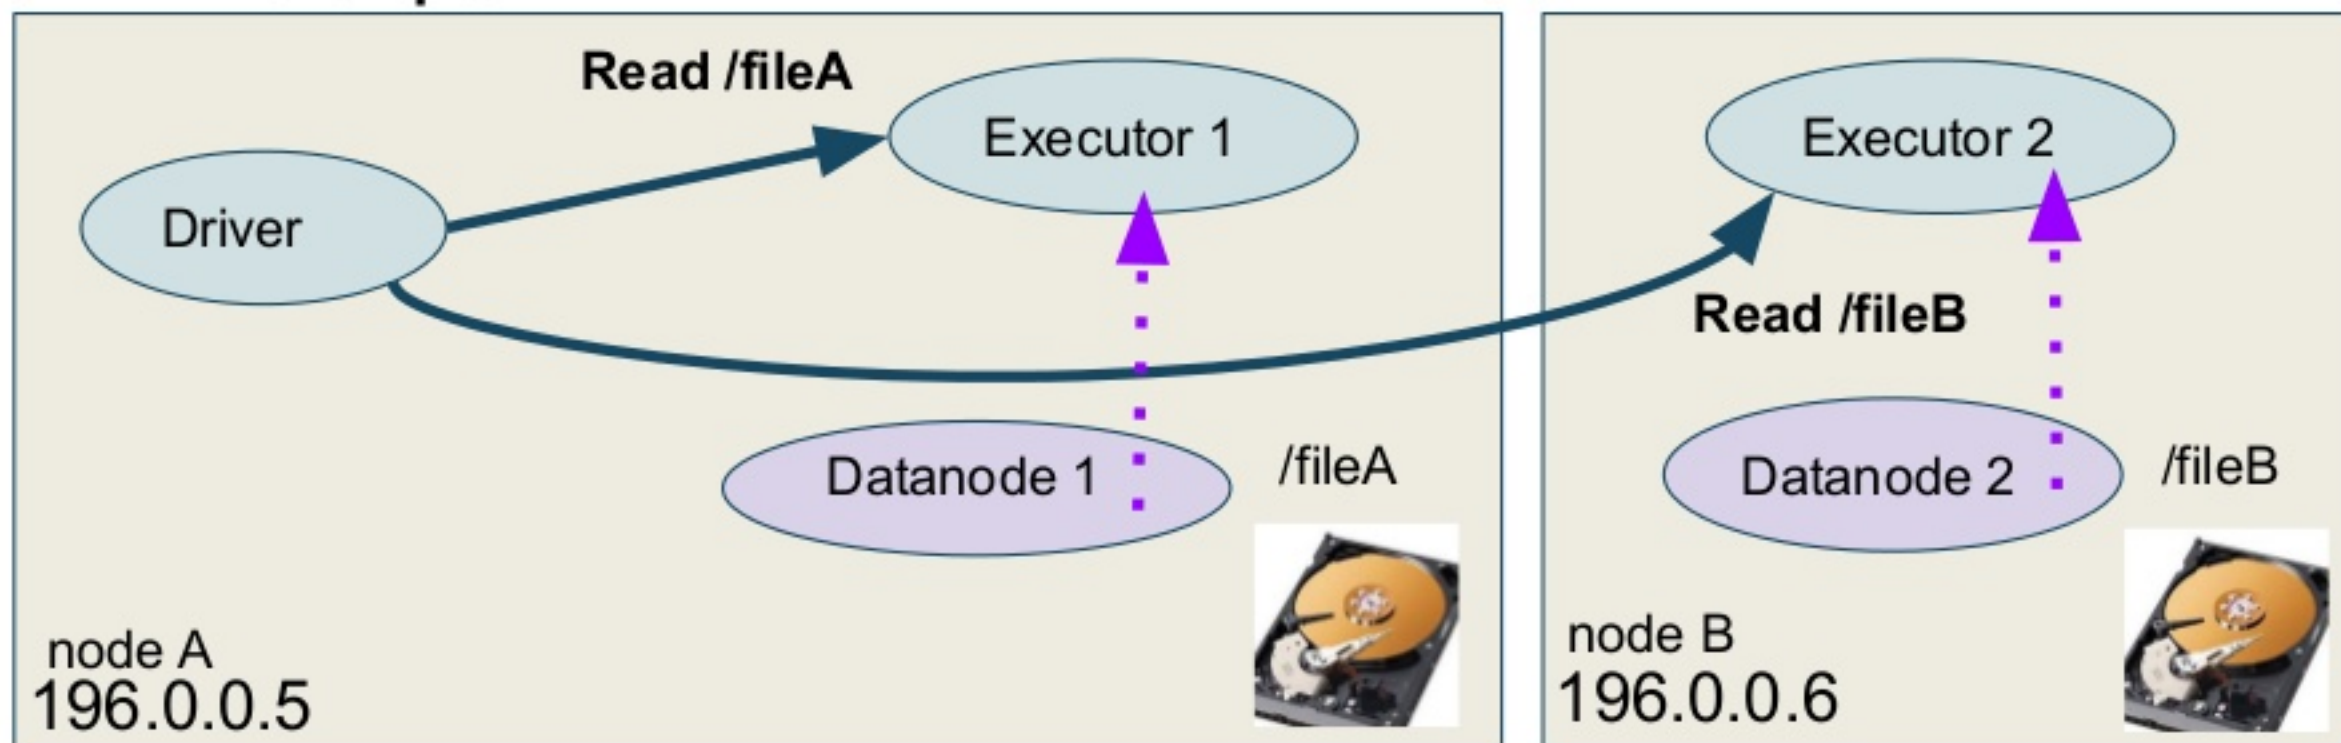 Read /fileA
Executor 1
Driver
Datanode 1
/fileA
node A
196.0.0.5
Executor 2
Read /fileB
Datanode 2
/fileB
node B
196.0.0.6